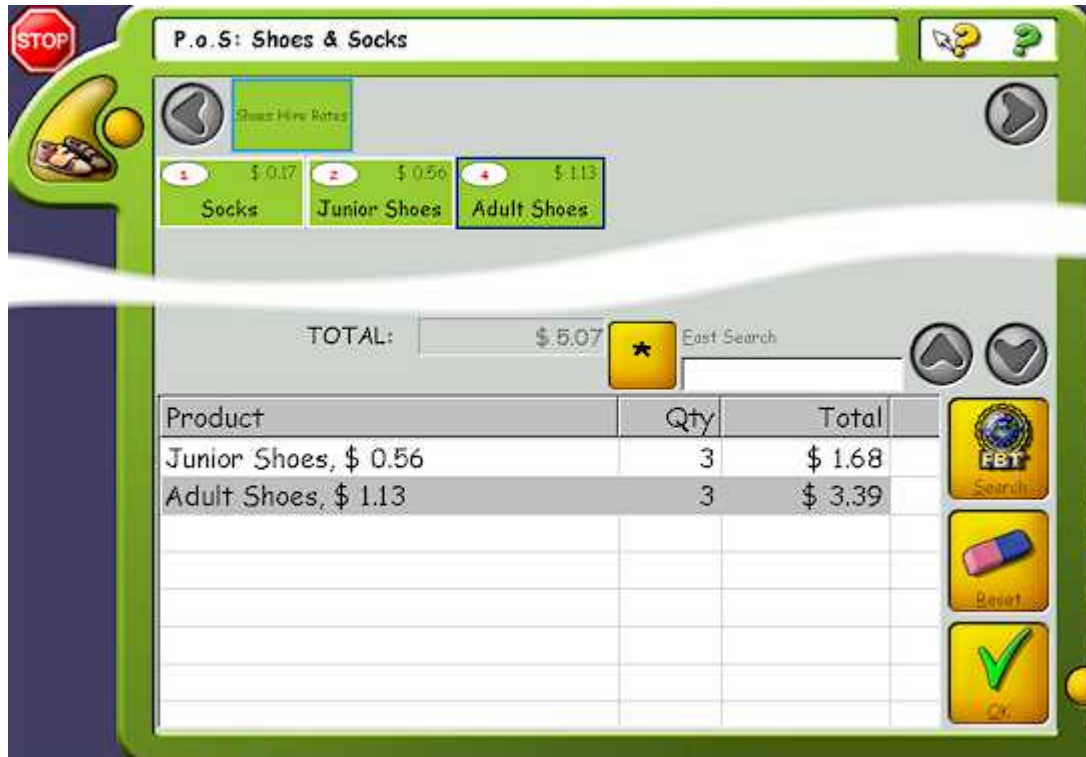 STOP
P.o.S: Shoes & Socks
Shoes Hire Rates
1 $ 0.17
Socks
2 $ 0.56
Junior Shoes
4 $ 1.13
Adult Shoes
TOTAL: $ 5.07
* East Search
Product Qty Total
Junior Shoes, $ 0.56 3 $ 1.68
Adult Shoes, $ 1.13 3 $ 3.39
FBT
Search
Reset
OK